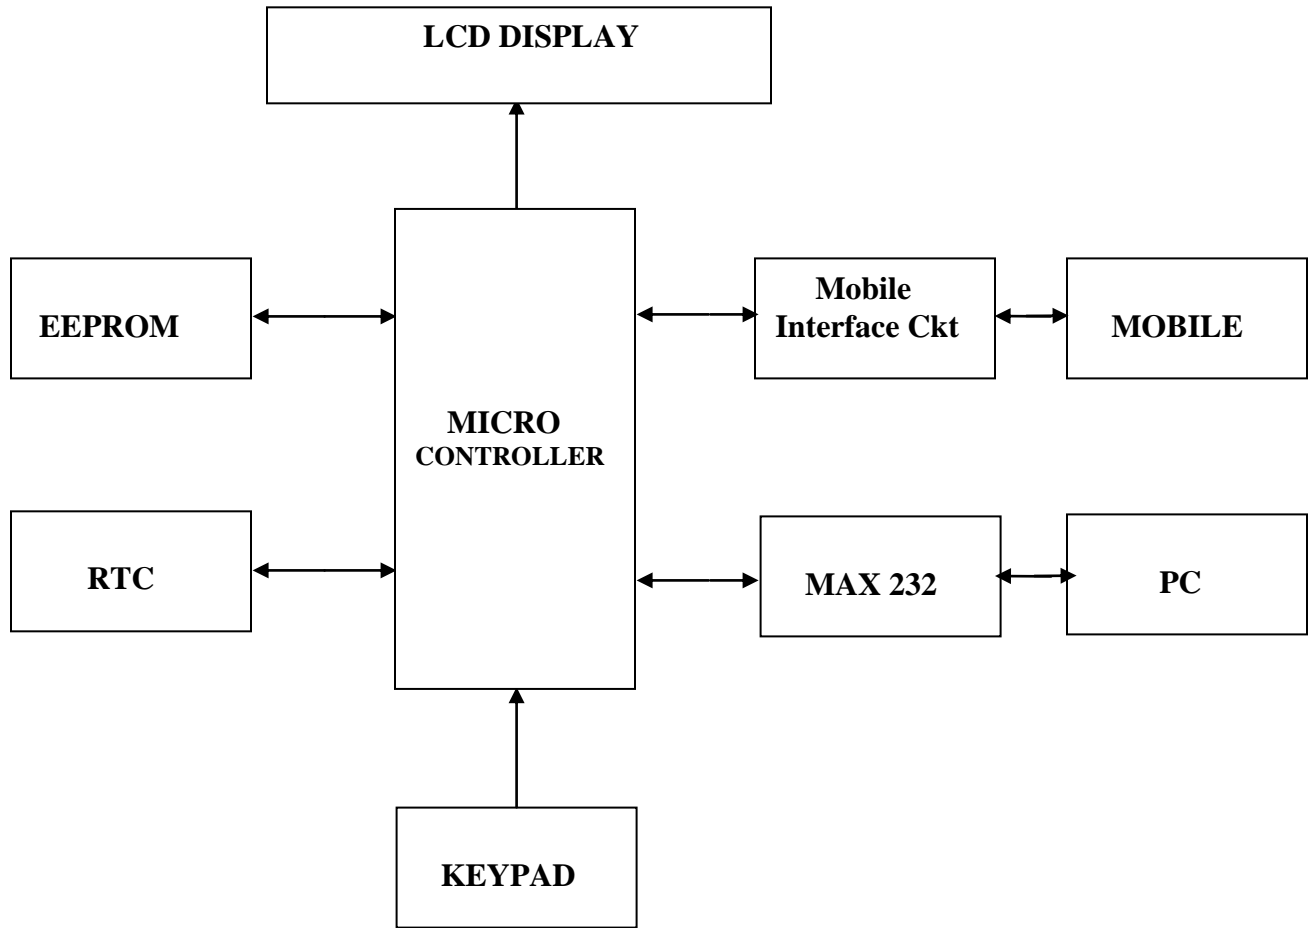 LCD DISPLAY
EEPROM
Mobile
Interface Ckt
MOBILE
MICRO
CONTROLLER
RTC
MAX 232
PC
KEYPAD